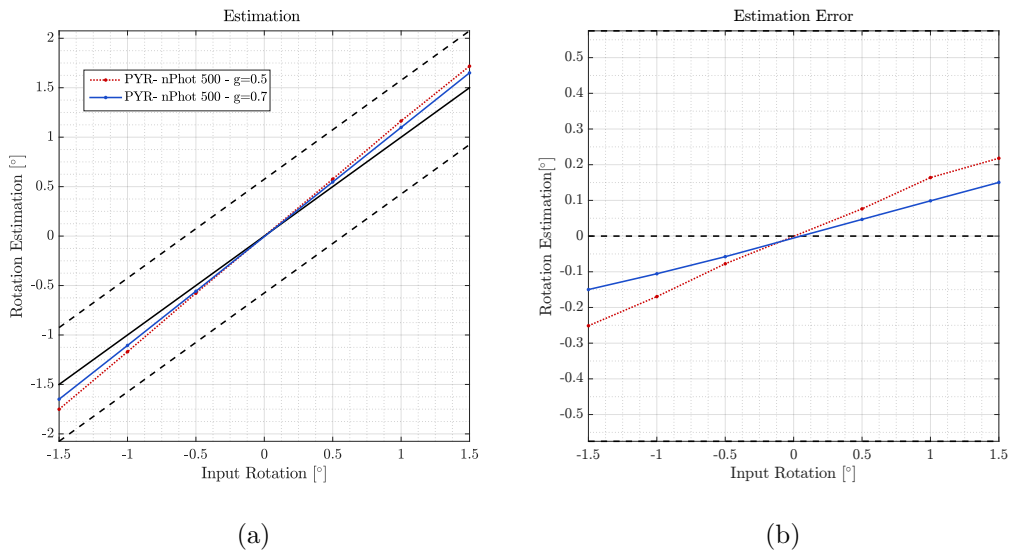 Estimation
2
1.5
1
0.5
0
-0.5
-1
-1.5
-2
Rotation Estimation [°]
PYR- nPhot 500 - g=0.5
PYR- nPhot 500 - g=0.7
-1.5 -1 -0.5 0 0.5 1 1.5
Input Rotation [°]
(a)
Estimation Error
0.5
0.4
0.3
0.2
0.1
0
-0.1
-0.2
-0.3
-0.4
-0.5
Rotation Estimation[°]
-1.5 -1 -0.5 0 0.5 1 1.5
Input Rotation [°]
(b)